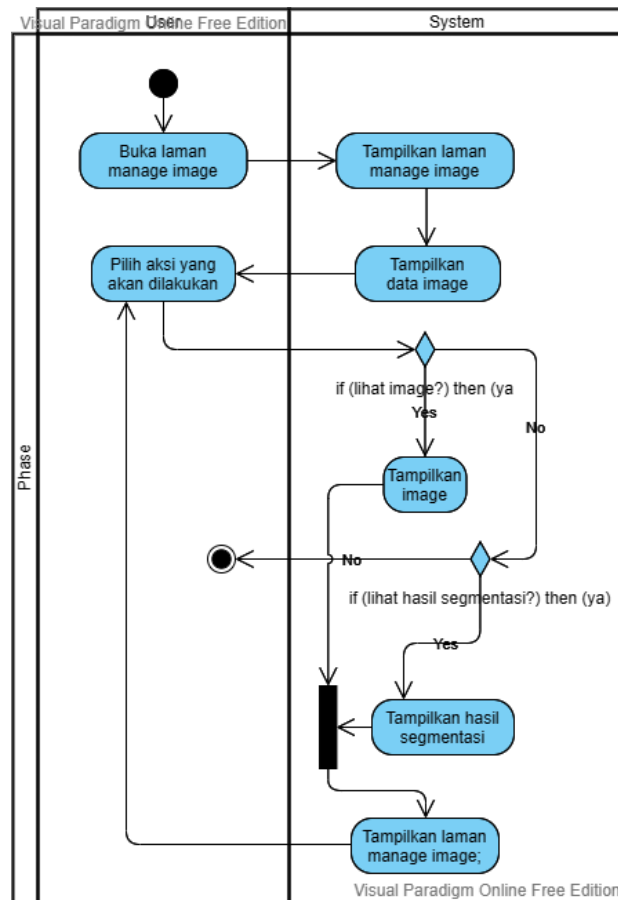 Visual Paradigm Online Free Edition
User
System
Phase
Buka laman
manage image
Tampilkan laman
manage image
Pilih aksi yang
akan dilakukan
Tampilkan
data image
if (lihat image?) then (ya
Yes
No
Tampilkan
image
No
if (lihat hasil segmentasi?) then (ya)
Yes
Tampilkan hasil
segmentasi
Tampilkan laman
manage image;
Visual Paradigm Online Free Edition